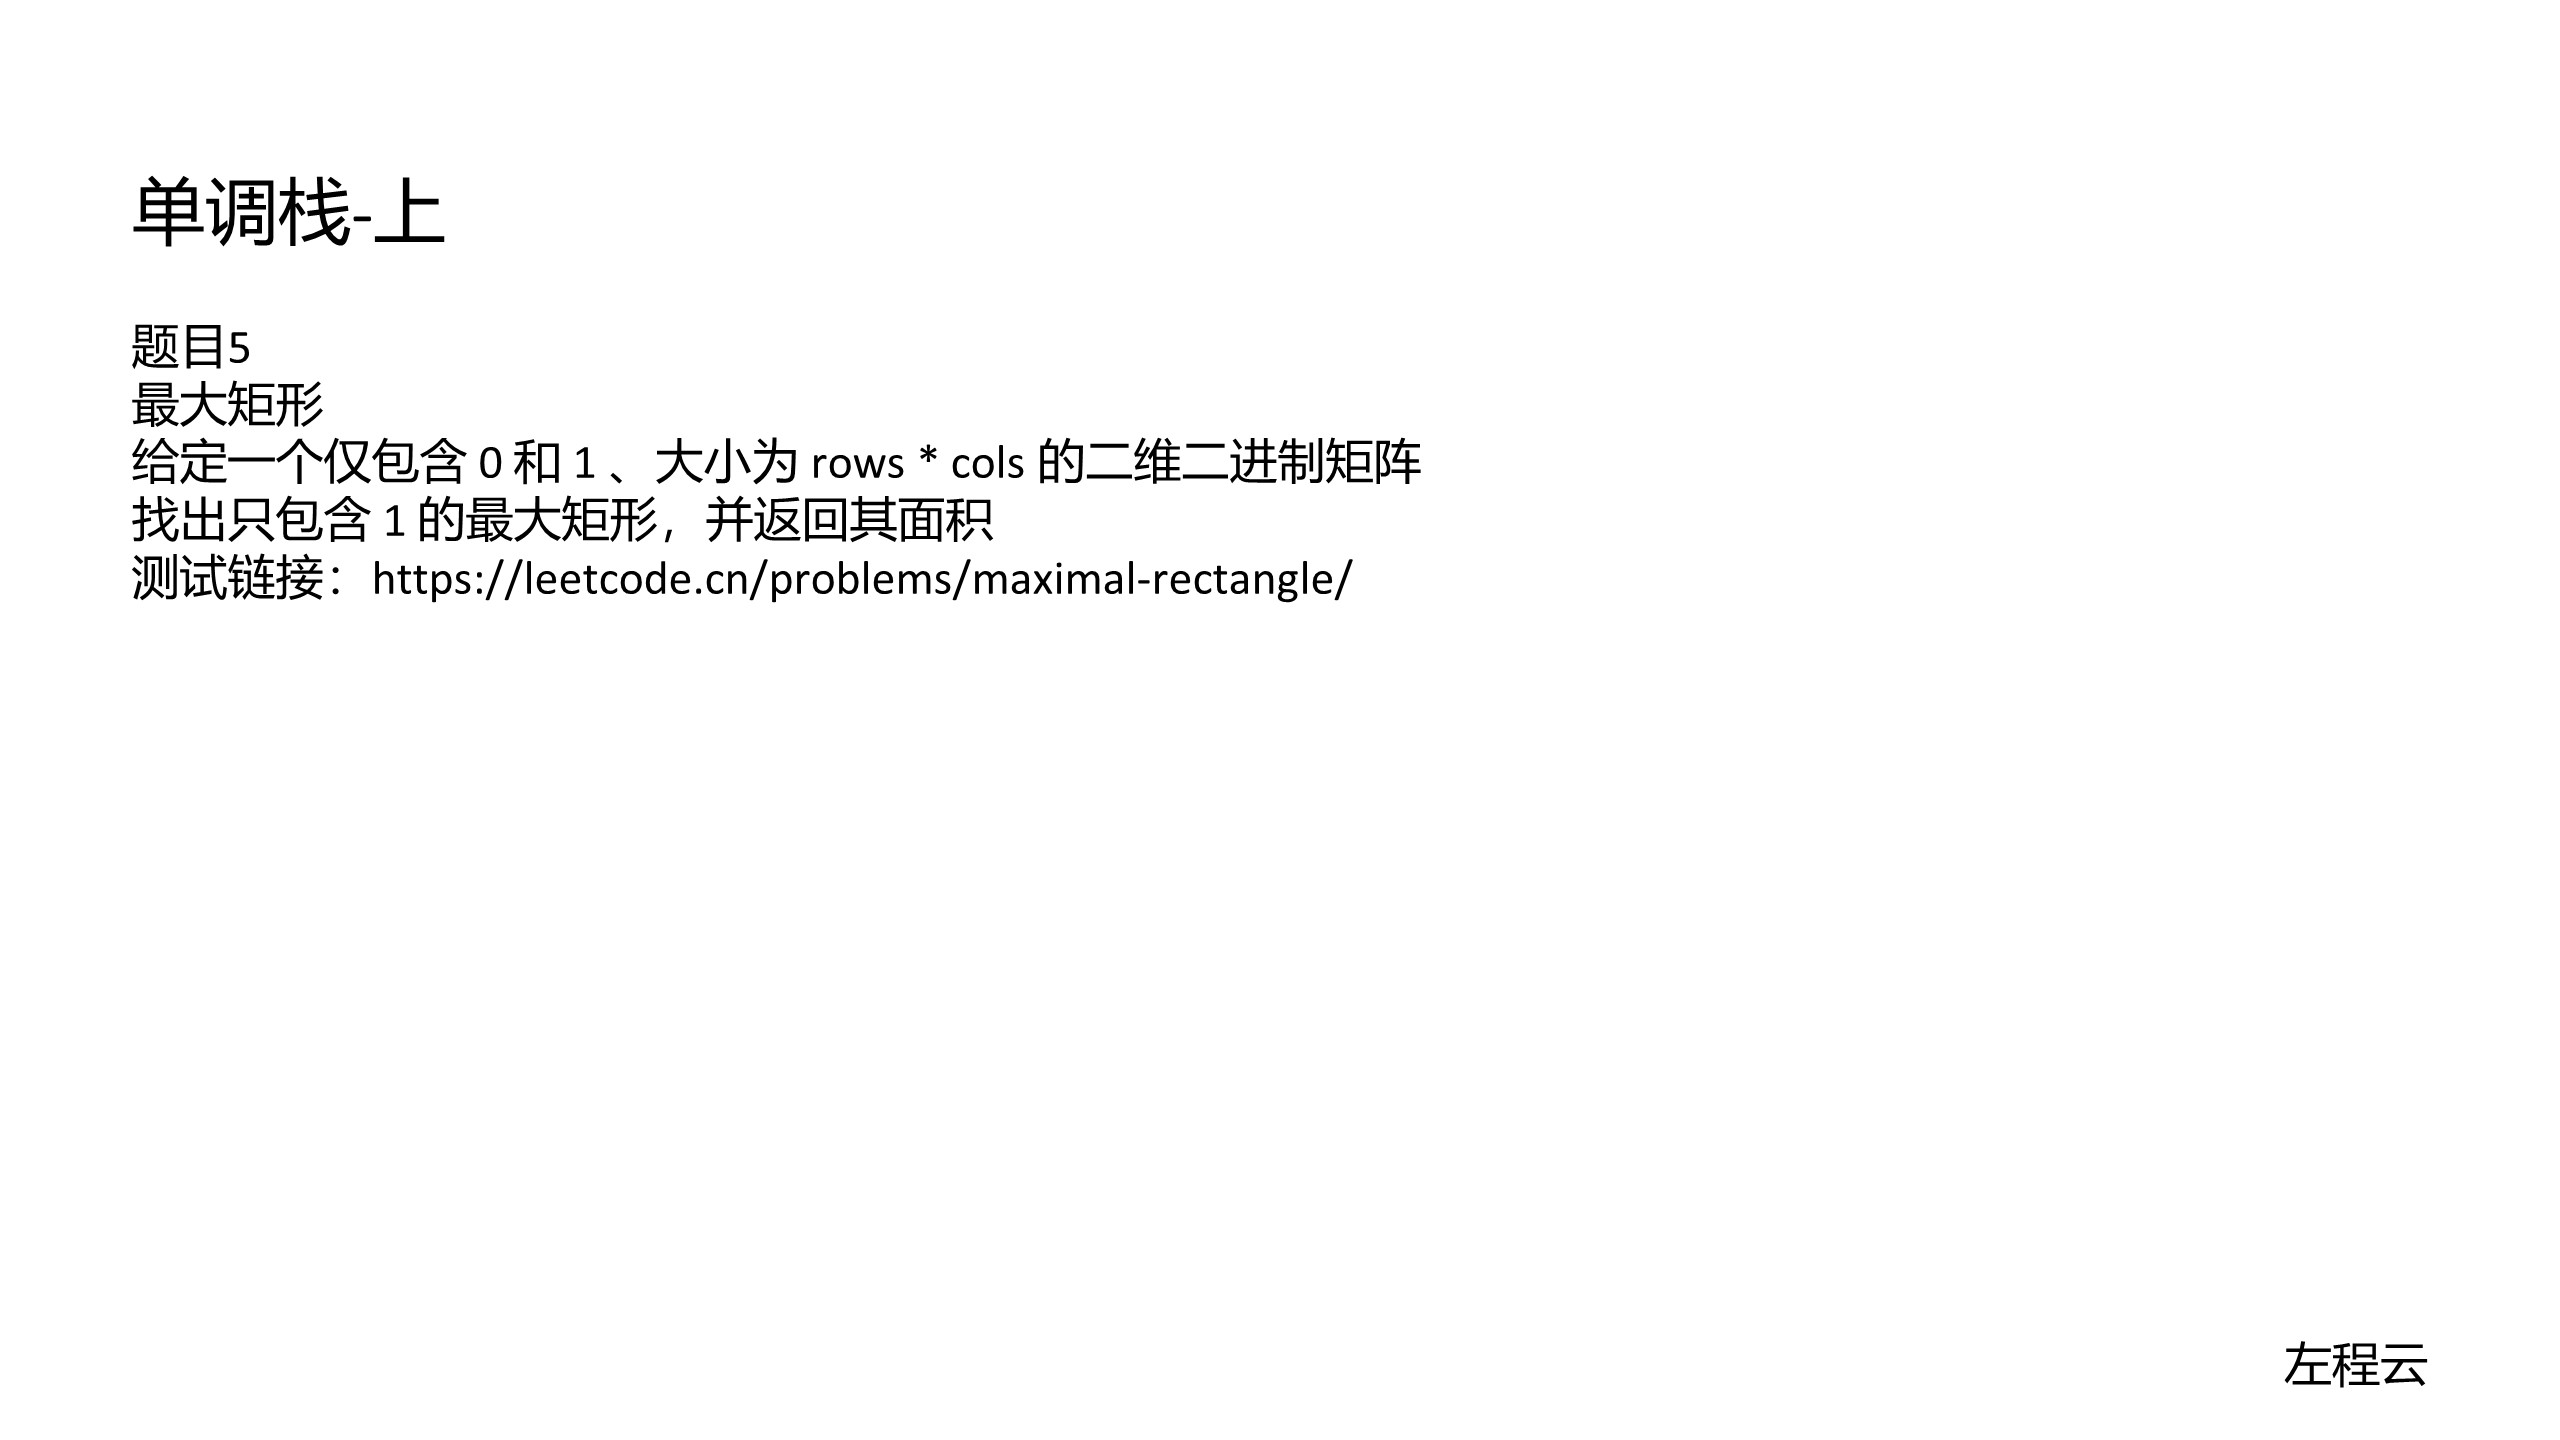 单调栈-上
题目5
最大矩形
给定一个仅包含 0 和 1 、大小为 rows * cols 的二维二进制矩阵
找出只包含 1 的最大矩形，并返回其面积
测试链接：https://leetcode.cn/problems/maximal-rectangle/
左程云